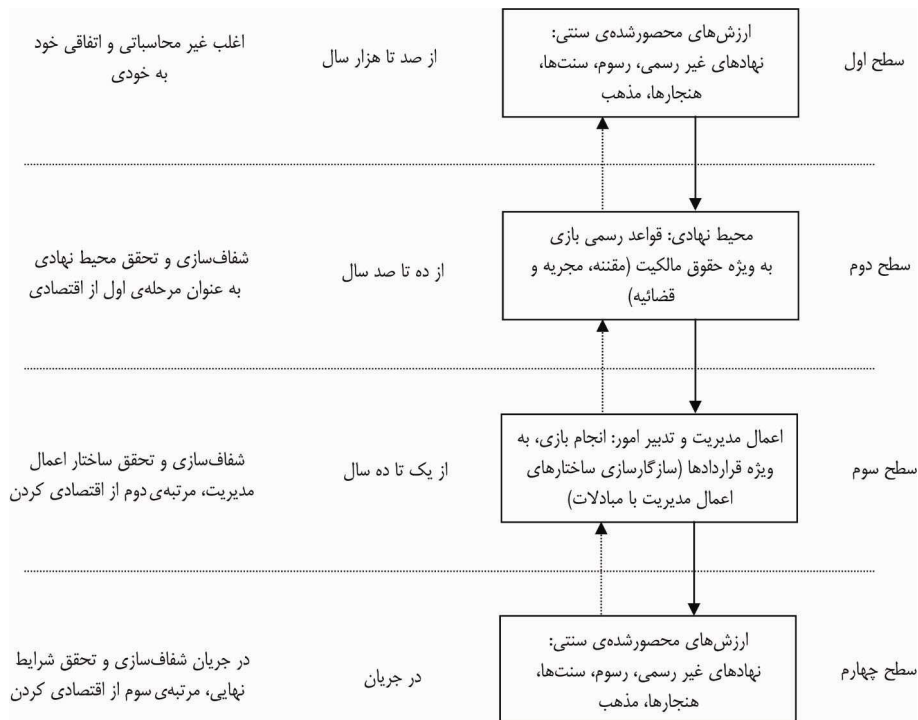 سطح اول
ارزش‌های محصورشده‌ی سنتی:
نهادهای غیر رسمی، رسوم، سنت‌ها،
هنجارها، مذهب
از صد تا هزار سال
اغلب غیر محاسباتی و اتفاقی خود
به خودی
سطح دوم
محیط نهادی: قواعد رسمی بازی
به ویژه حقوق مالکیت (مقننه، مجریه و
قضائیه)
از ده تا صد سال
شفاف‌سازی و تحقق محیط نهادی
به عنوان مرحله‌ی اول از اقتصادی
سطح سوم
اعمال مدیریت و تدبیر امور: انجام بازی، به
ویژه قراردادها (سازگارسازی ساختارهای
اعمال مدیریت با مبادلات)
از یک تا ده سال
شفاف‌سازی و تحقق ساختار اعمال
مدیریت، مرتبه‌ی دوم از اقتصادی کردن
سطح چهارم
ارزش‌های محصورشده‌ی سنتی:
نهادهای غیر رسمی، رسوم، سنت‌ها،
هنجارها، مذهب
در جریان
در جریان شفاف‌سازی و تحقق شرایط
نهایی، مرتبه‌ی سوم از اقتصادی کردن